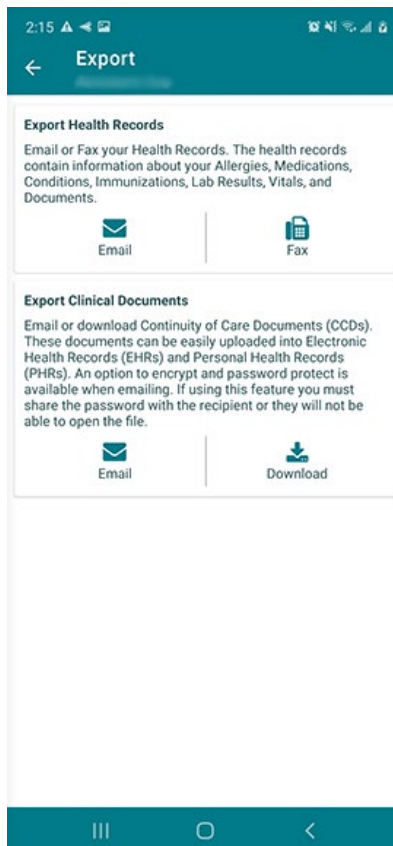 2:15
Export
Export Health Records
Email or Fax your Health Records. The health records
contain information about your Allergies, Medications,
Conditions, Immunizations, Lab Results, Vitals, and
Documents.
Email Fax
Export Clinical Documents
Email or download Continuity of Care Documents (CCDs).
These documents can be easily uploaded into Electronic
Health Records (EHRs) and Personal Health Records
(PHRs). An option to encrypt and password protect is
available when emailing. If using this feature you must
share the password with the recipient or they will not be
able to open the file.
Email Download